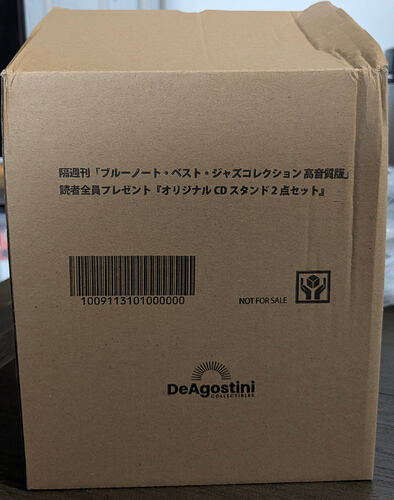 隔週刊「ブルーノート・ベスト・ジャズコレクション 高音質版」
読者全員プレゼント『オリジナル CD スタンド 2 点セット』
1009113101000000
NOT FOR SALE
DeAgostini
COLLECTIBLES